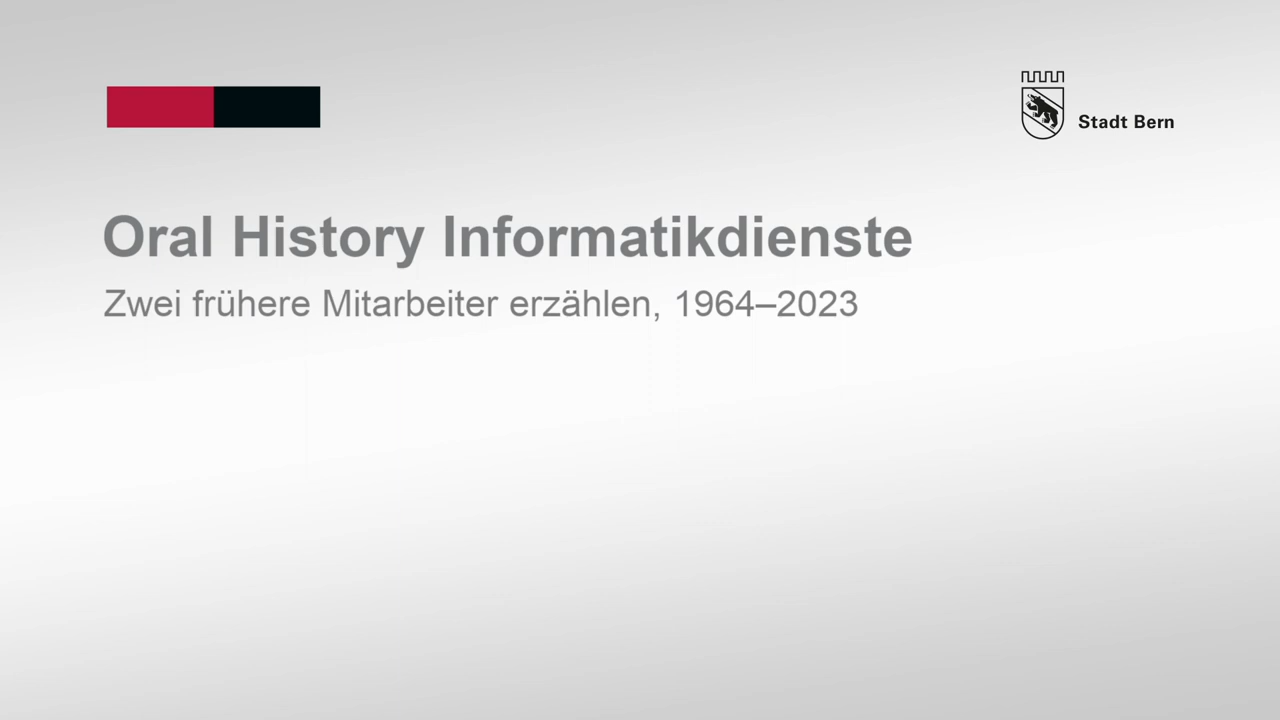 Stadt Bern
Oral History Informatikdienste
Zwei frühere Mitarbeiter erzählen, 1964–2023